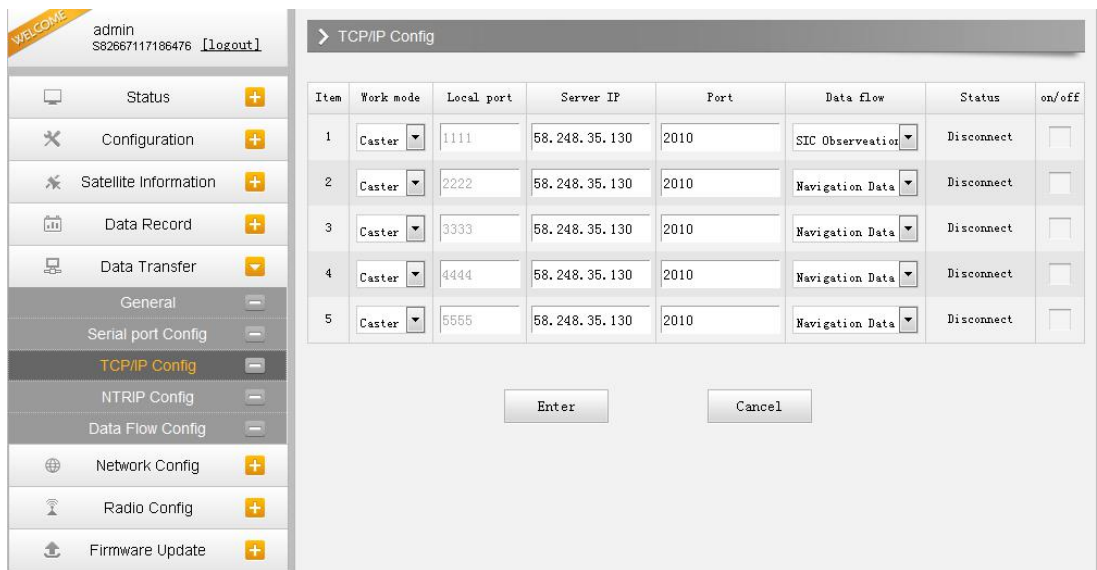 WELCOME
admin
S82667117186476 [logout]
Status
Configuration
Satellite Information
Data Record
Data Transfer
General
Serial port Config
TCP/IP Config
NTRIP Config
Data Flow Config
Network Config
Radio Config
Firmware Update
TCP/IP Config
Item Work mode Local port Server IP Port Data flow Status on/off
1 Caster 1111 58.248.35.130 2010 SIC Observeation Disconnect
2 Caster 2222 58.248.35.130 2010 Navigation Data Disconnect
3 Caster 3333 58.248.35.130 2010 Navigation Data Disconnect
4 Caster 4444 58.248.35.130 2010 Navigation Data Disconnect
5 Caster 5555 58.248.35.130 2010 Navigation Data Disconnect
Enter Cancel